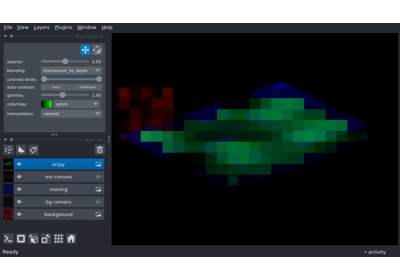 File View Layers Plugins Window Help
opacity: 0.50
blending: translucent_no_depth
contrast limits:
auto-contrast: once continuous
gamma: 1.00
colormap: green
interpolation: nearest
scipy
mv corners
moving
bg corners
background
Ready
activity